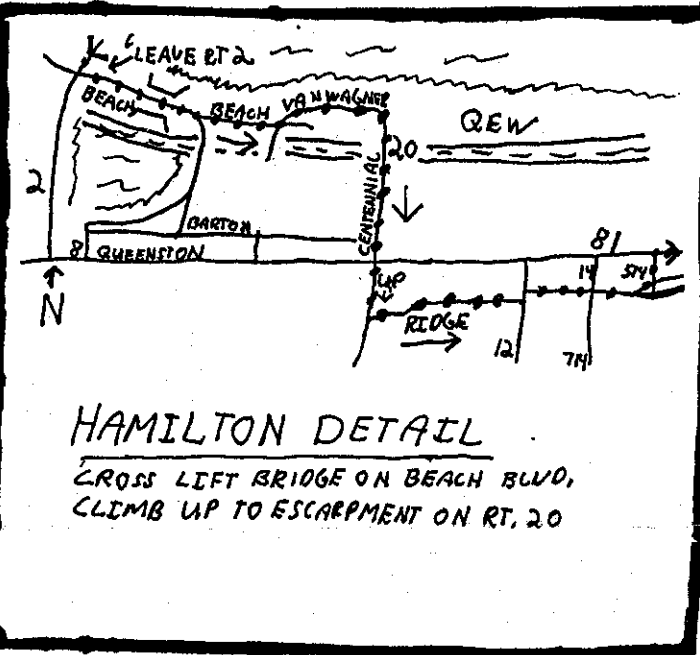 LEAVE RT 2
BEACH
BEACH
VAN WAGNER
QEW
20
CENTENNIAL
2
BARTON
8
QUEENSTON
81
UP
N
RIDGE
12
14
714
514
HAMILTON DETAIL
CROSS LIFT BRIDGE ON BEACH BLVD,
CLIMB UP TO ESCARPMENT ON RT. 20